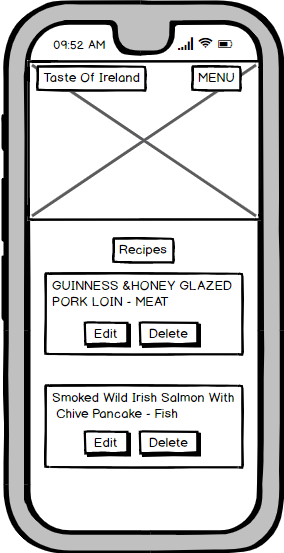 09:52 AM
Taste Of Ireland
MENU
Recipes
GUINNESS &HONEY GLAZED
PORK LOIN - MEAT
Edit
Delete
Smoked Wild Irish Salmon With
Chive Pancake - Fish
Edit
Delete